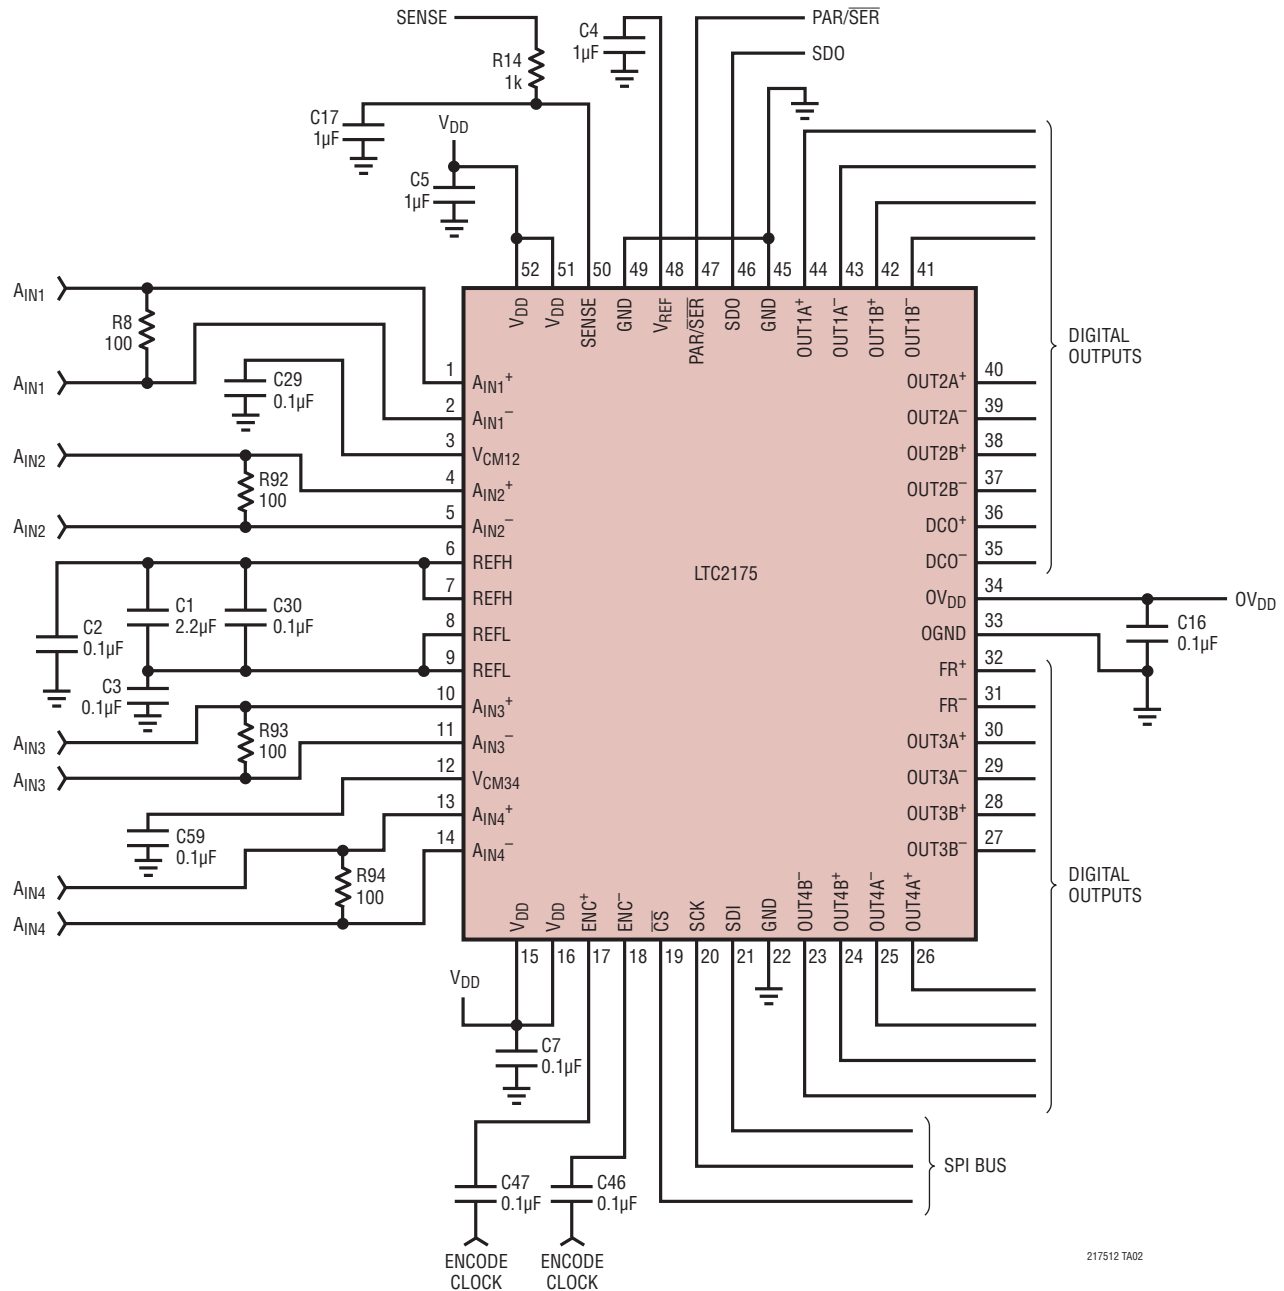 SENSE
PAR/SER
C4
1µF
R14
1k
SDO
C17
1µF
VDD
C5
1µF
52 51 50 49 48 47 46 45 44 43 42 41
VDD
VDD
SENSE
GND
VREF
PAR/SER
SDO
GND
OUT1A+
OUT1A–
OUT1B+
OUT1B–
DIGITAL
OUTPUTS
AIN1
R8
100
AIN1
C29
0.1µF
AIN2
R92
100
AIN2
C2
0.1µF
C1
2.2µF
C30
0.1µF
C3
0.1µF
AIN3
R93
100
AIN3
C59
0.1µF
AIN4
R94
100
AIN4
1 AIN1+
2 AIN1–
3 VCM12
4 AIN2+
5 AIN2–
6 REFH
7 REFH
8 REFL
9 REFL
10 AIN3+
11 AIN3–
12 VCM34
13 AIN4+
14 AIN4–
LTC2175
OUT2A+ 40
OUT2A– 39
OUT2B+ 38
OUT2B– 37
DCO+ 36
DCO– 35
OVDD 34
OGND 33
FR+ 32
FR– 31
OUT3A+ 30
OUT3A– 29
OUT3B+ 28
OUT3B– 27
OVDD
C16
0.1µF
DIGITAL
OUTPUTS
VDD
VDD
ENC+
ENC–
CS
SCK
SDI
GND
OUT4B–
OUT4B+
OUT4A–
OUT4A+
15 16 17 18 19 20 21 22 23 24 25 26
VDD
C7
0.1µF
C47
0.1µF
C46
0.1µF
SPI BUS
ENCODE
CLOCK
ENCODE
CLOCK
217512 TA02